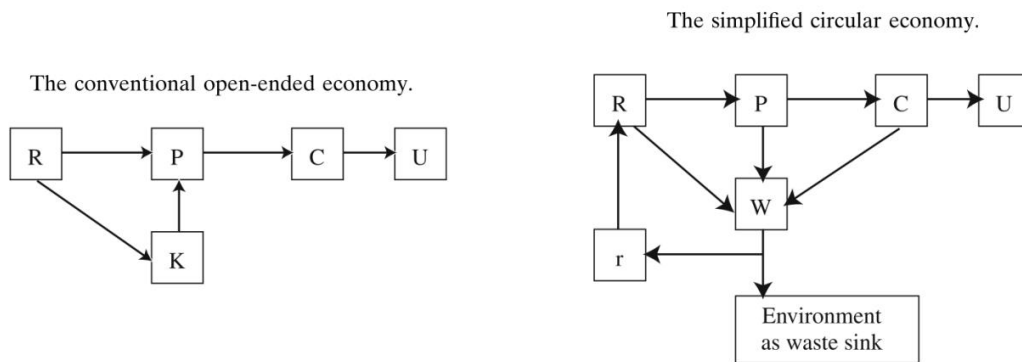 The conventional open-ended economy.
R
P
C
U
K
The simplified circular economy.
R
P
C
U
W
r
Environment
as waste sink